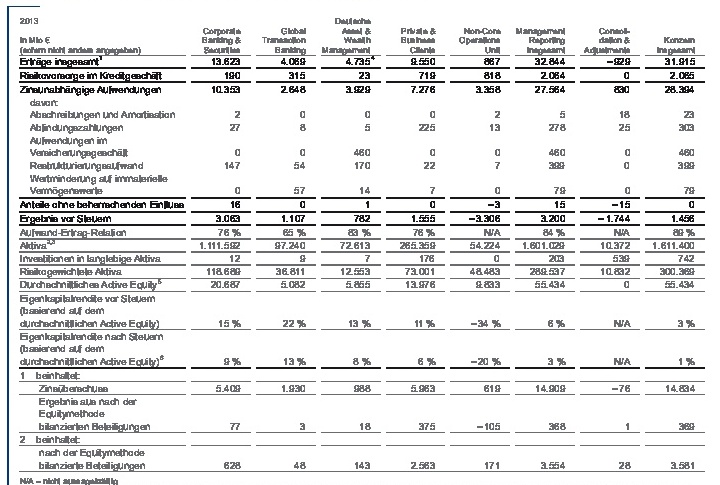 2013
in Mio €
(sofern nicht anders angegeben) Corporate Banking & Securities Global Transaction Banking Deutsche Asset & Wealth Management Private & Business Clients Non-Core Operations Unit Management Reporting insgesamt Consoli- dation & Adjustments Konzern insgesamt
Erträge insgesamt¹ 13.623 4.069 4.735⁴ 9.550 867 32.844 –929 31.915
Risikovorsorge im Kreditgeschäft 190 315 23 719 818 2.064 0 2.065
Zinsunabhängige Aufwendungen 10.353 2.648 3.929 7.276 3.358 27.564 830 28.394
davon:
Abschreibungen und Amortisation 2 0 0 0 2 5 18 23
Abfindungszahlungen 27 8 5 225 13 278 25 303
Aufwendungen im
Versicherungsgeschäft 0 0 460 0 0 460 0 460
Restrukturierungsaufwand 147 54 170 22 7 399 0 399
Wertminderung auf immaterielle
Vermögenswerte 0 57 14 7 0 79 0 79
Anteile ohne beherrschenden Einfluss 16 0 1 0 –3 15 –15 0
Ergebnis vor Steuern 3.063 1.107 782 1.555 –3.306 3.200 –1.744 1.456
Aufwand-Ertrag-Relation 76 % 65 % 83 % 76 % N/A 84 % N/A 89 %
Aktiva²,³ 1.111.592 97.240 72.613 265.359 54.224 1.601.029 10.372 1.611.400
Investitionen in langlebige Aktiva 12 9 7 176 0 203 539 742
Risikogewichtete Aktiva 118.689 36.811 12.553 73.001 48.483 289.537 10.832 300.369
Durchschnittliches Active Equity⁵ 20.687 5.082 5.855 13.976 9.833 55.434 0 55.434
Eigenkapitalrendite vor Steuern
(basierend auf dem
durchschnittlichen Active Equity) 15 % 22 % 13 % 11 % –34 % 6 % N/A 3 %
Eigenkapitalrendite nach Steuern
(basierend auf dem
durchschnittlichen Active Equity)⁶ 9 % 13 % 8 % 6 % –20 % 3 % N/A 1 %
1 beinhaltet:
Zinsüberschuss 5.409 1.930 988 5.963 619 14.909 –76 14.834
Ergebnis aus nach der
Equitymethode
bilanzierten Beteiligungen 77 3 18 375 –105 368 1 369
2 beinhaltet:
nach der Equitymethode
bilanzierte Beteiligungen 628 48 143 2.563 171 3.554 28 3.581
N/A – nicht aussagekräftig